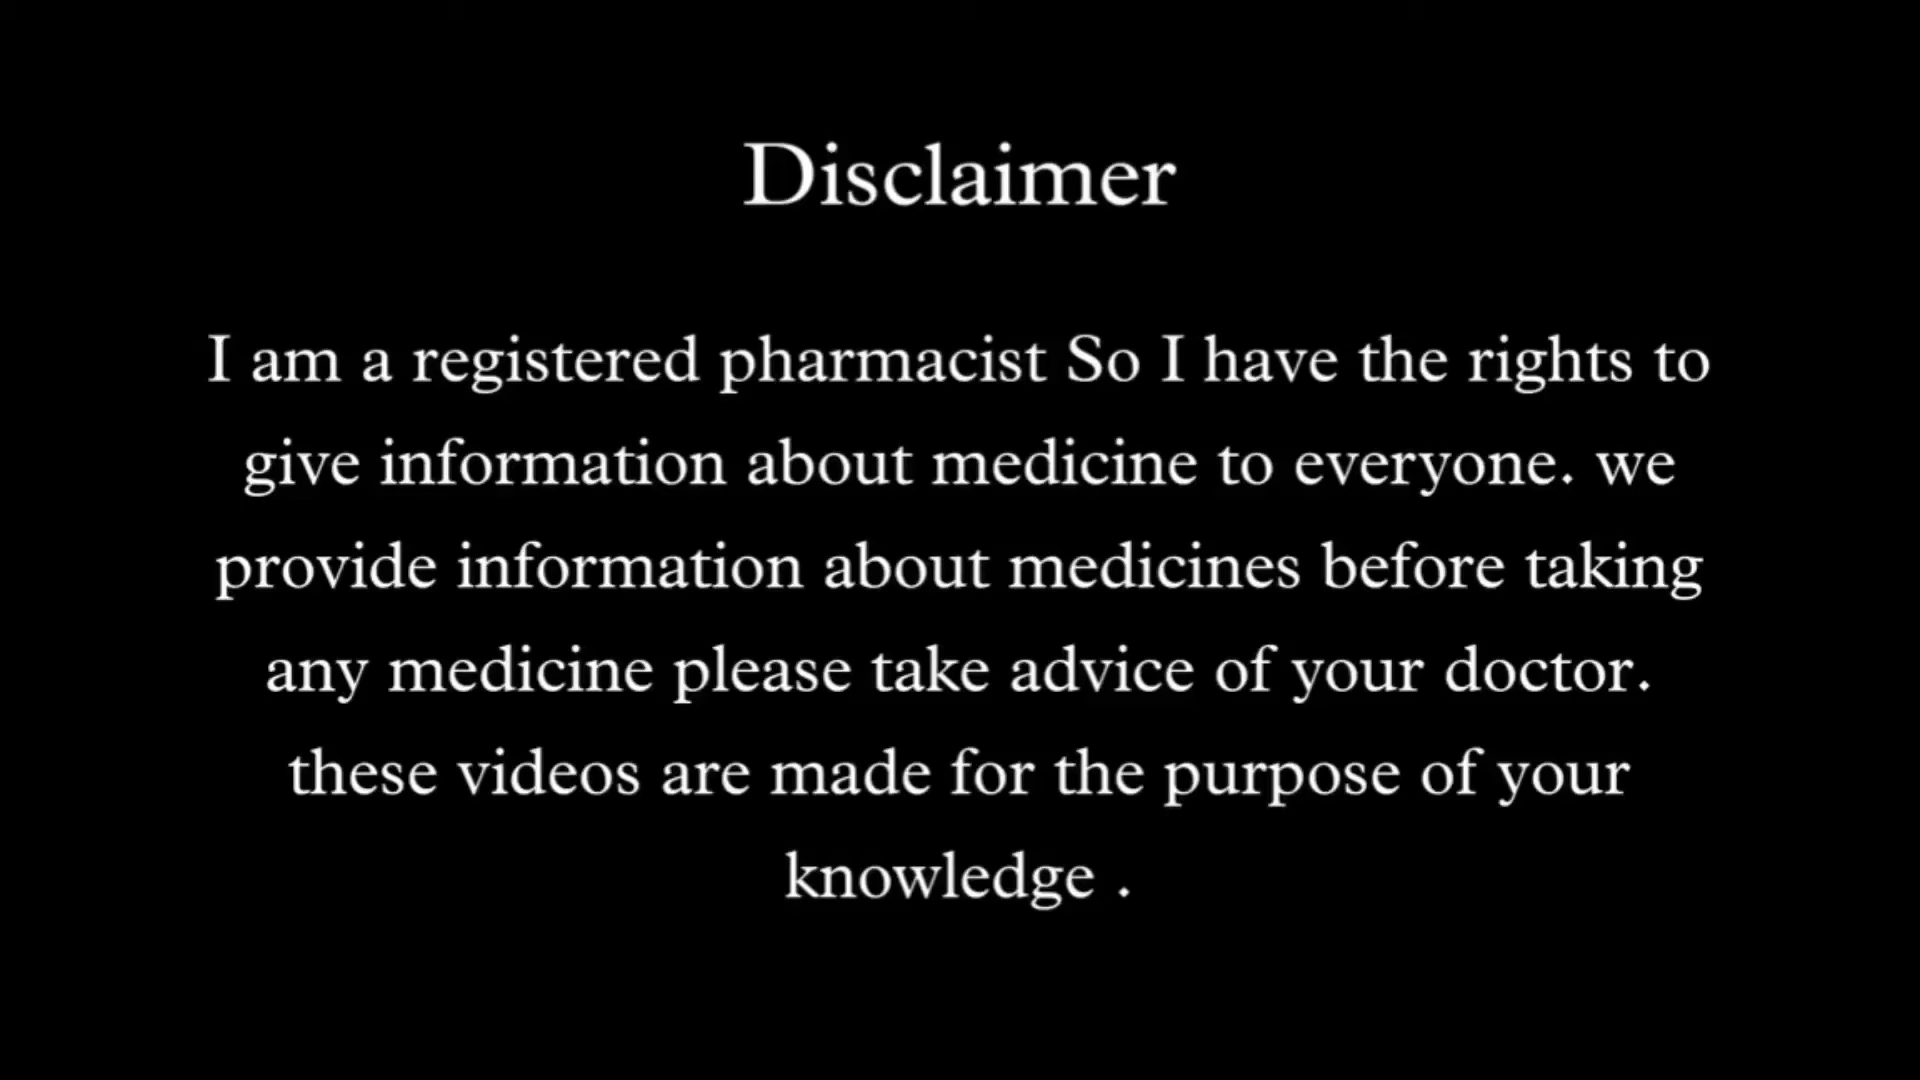 Disclaimer
I am a registered pharmacist So I have the rights to
give information about medicine to everyone. we
provide information about medicines before taking
any medicine please take advice of your doctor.
these videos are made for the purpose of your
knowledge .